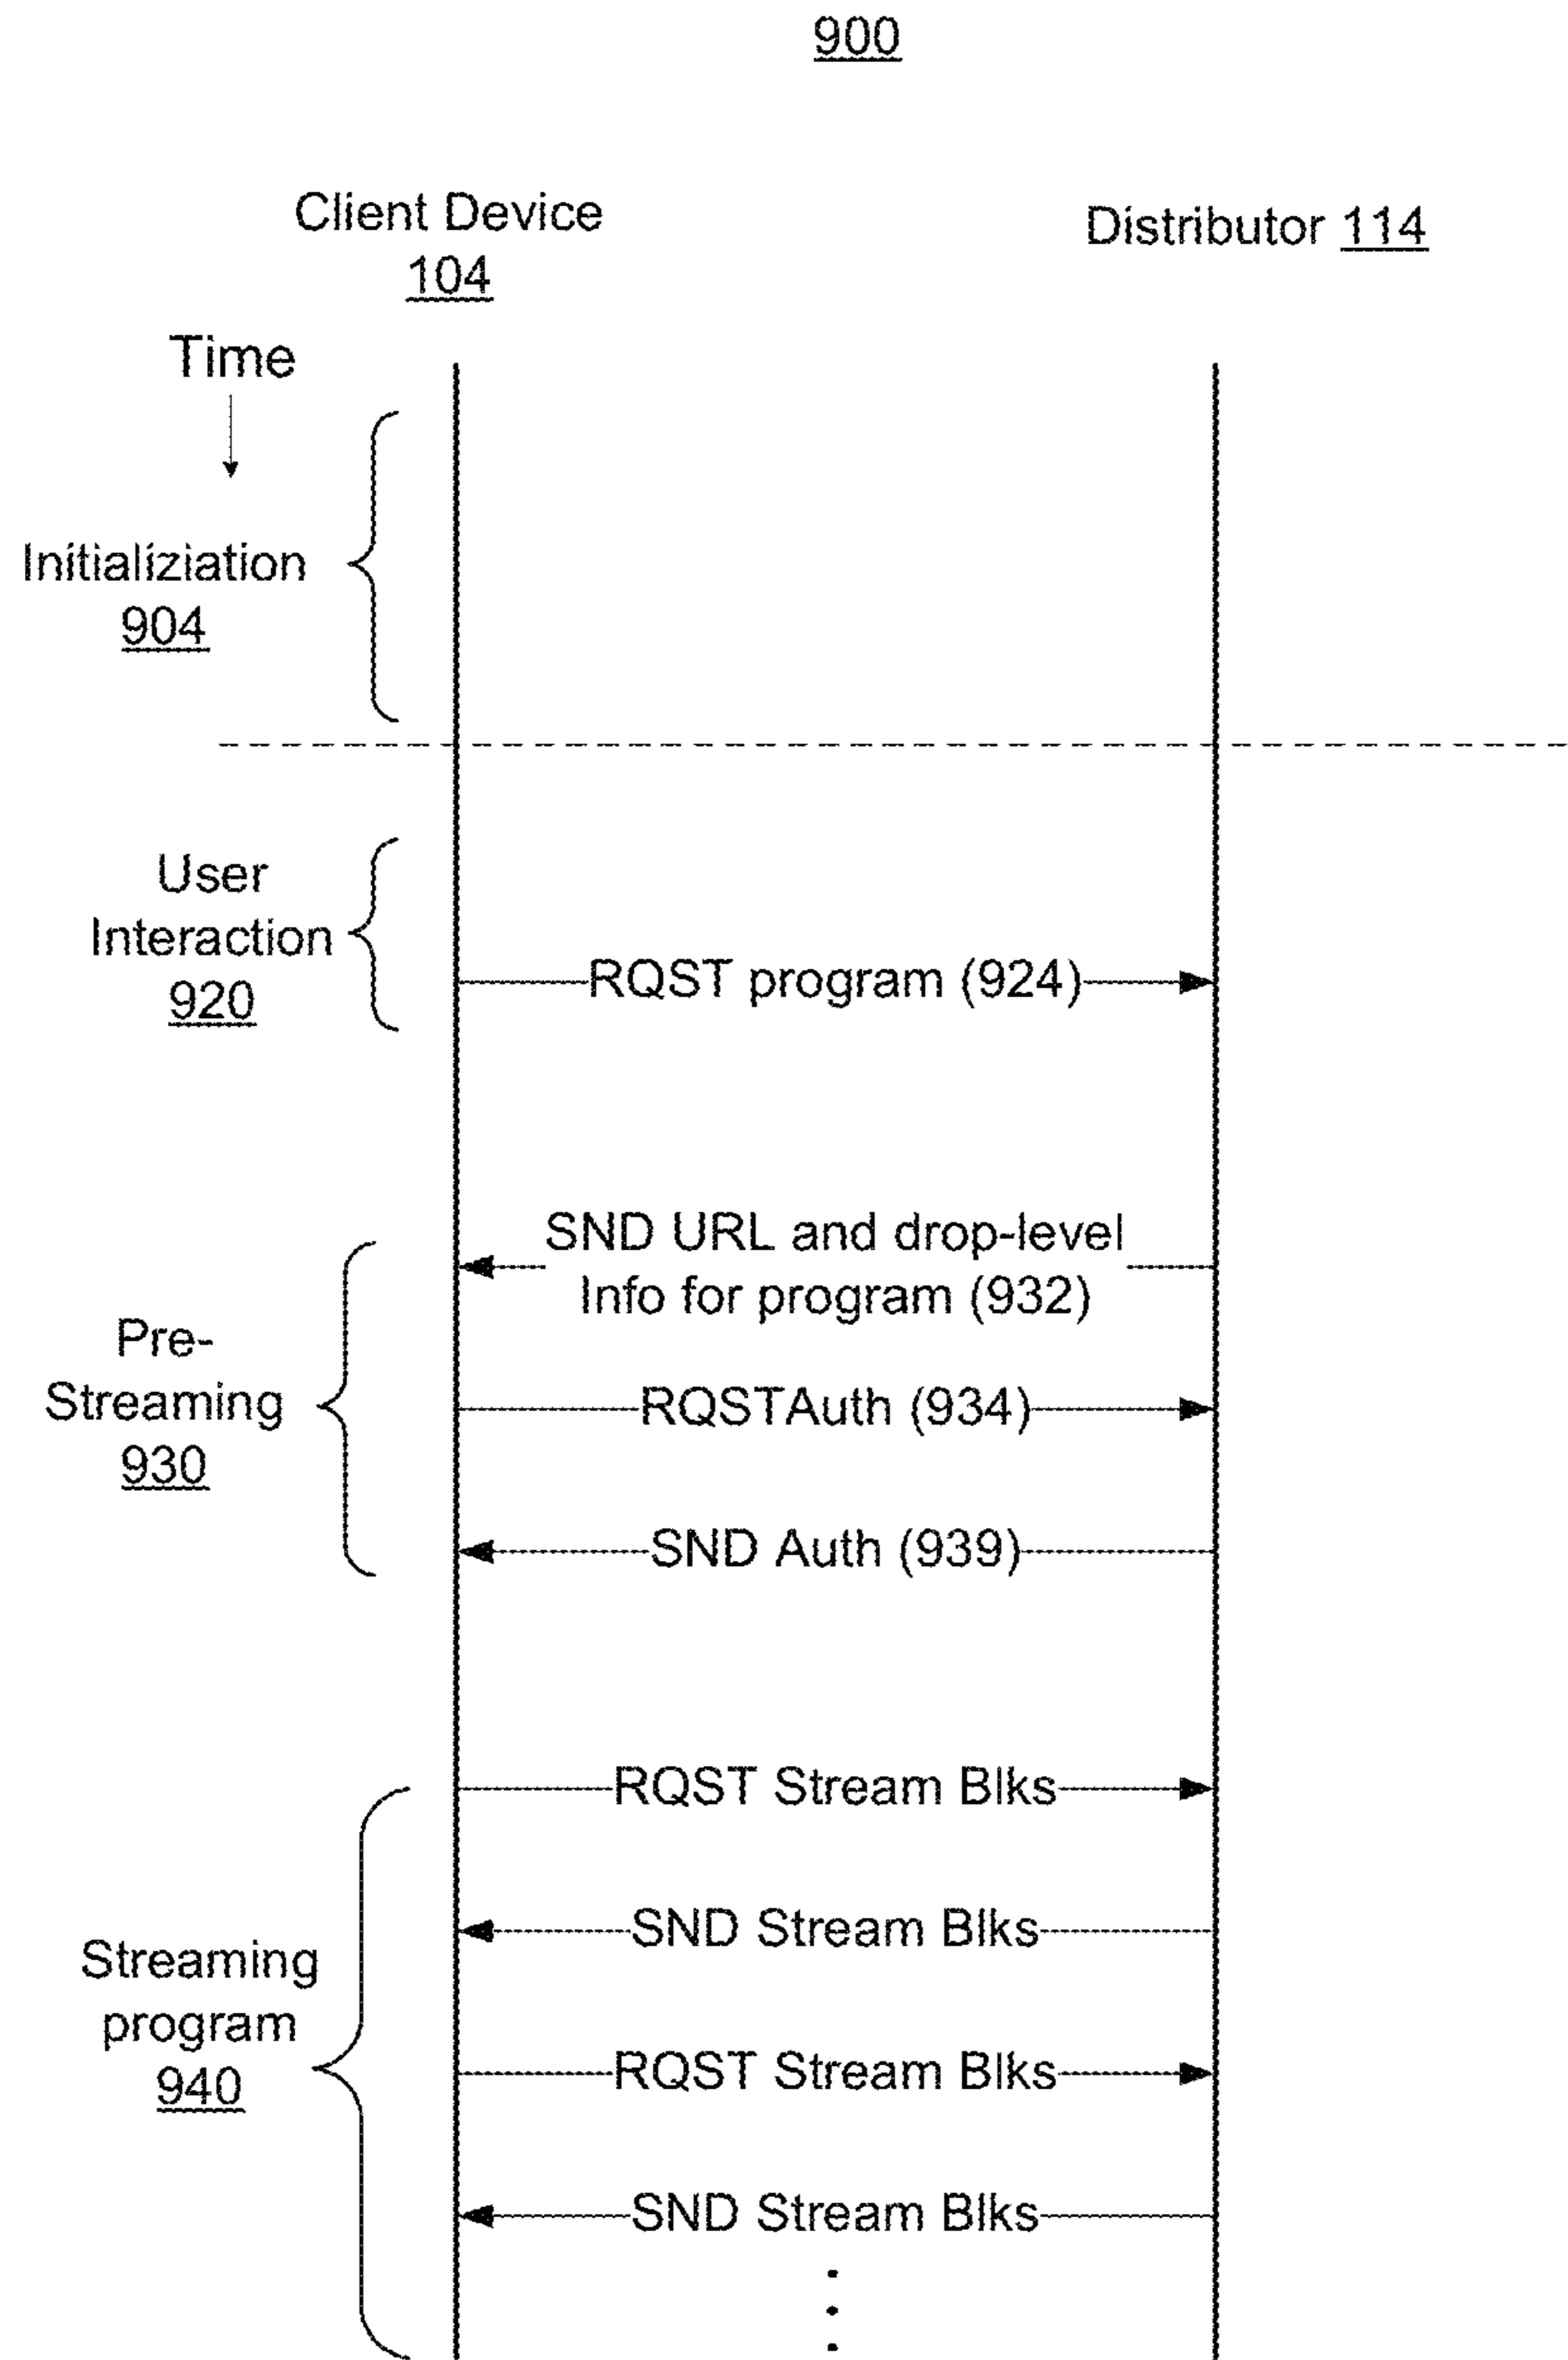 900
Client Device
104
Distributor 114
Time
Initializiation
904
User
Interaction
920
RQST program (924)
SND URL and drop-level
Info for program (932)
Pre-
Streaming
930
RQSTAuth (934)
SND Auth (939)
RQST Stream Blks
SND Stream Blks
Streaming
program
940
RQST Stream Blks
SND Stream Blks